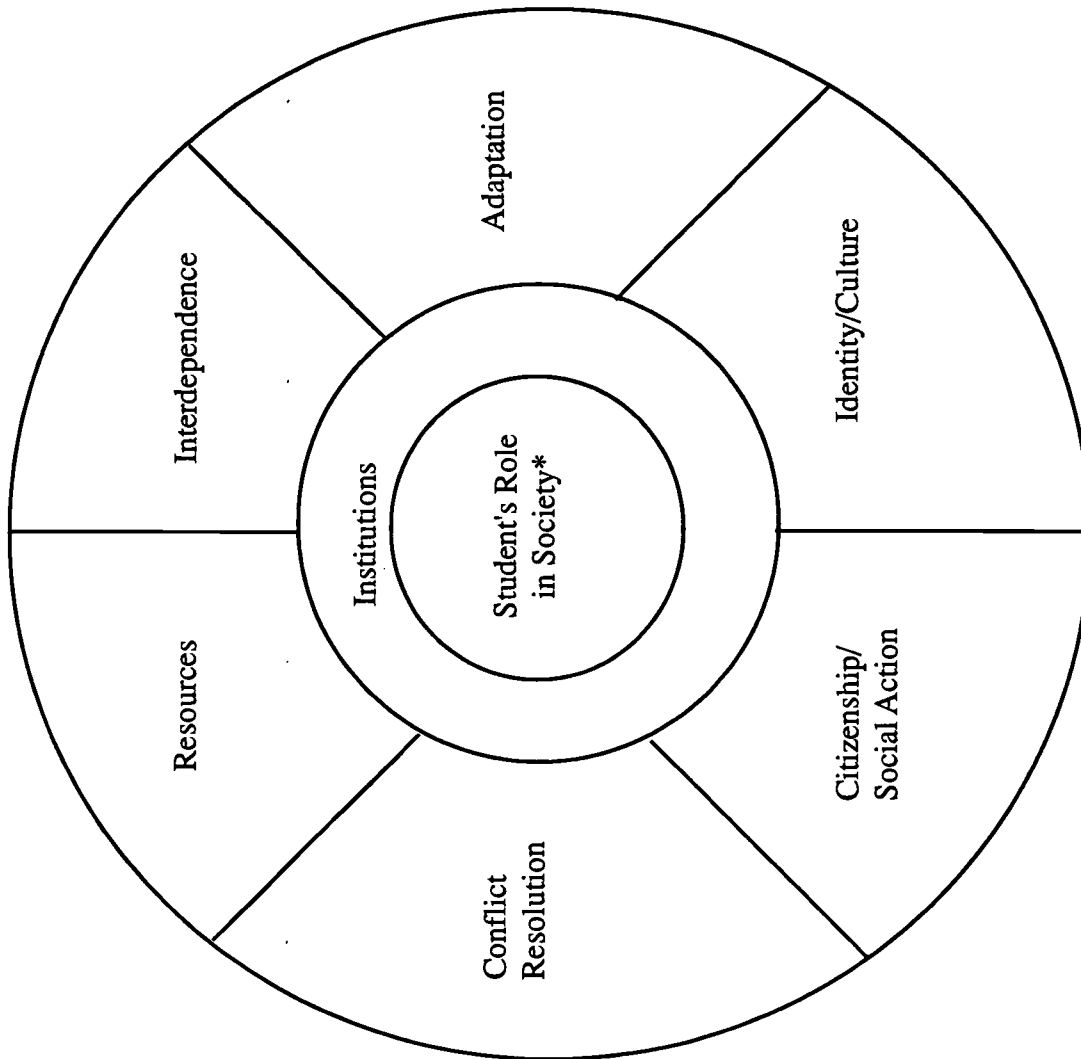 Adaptation
Interdependence
Identity/Culture
Institutions
Student's Role
in Society*
Resources
Citizenship/
Social Action
Conflict
Resolution